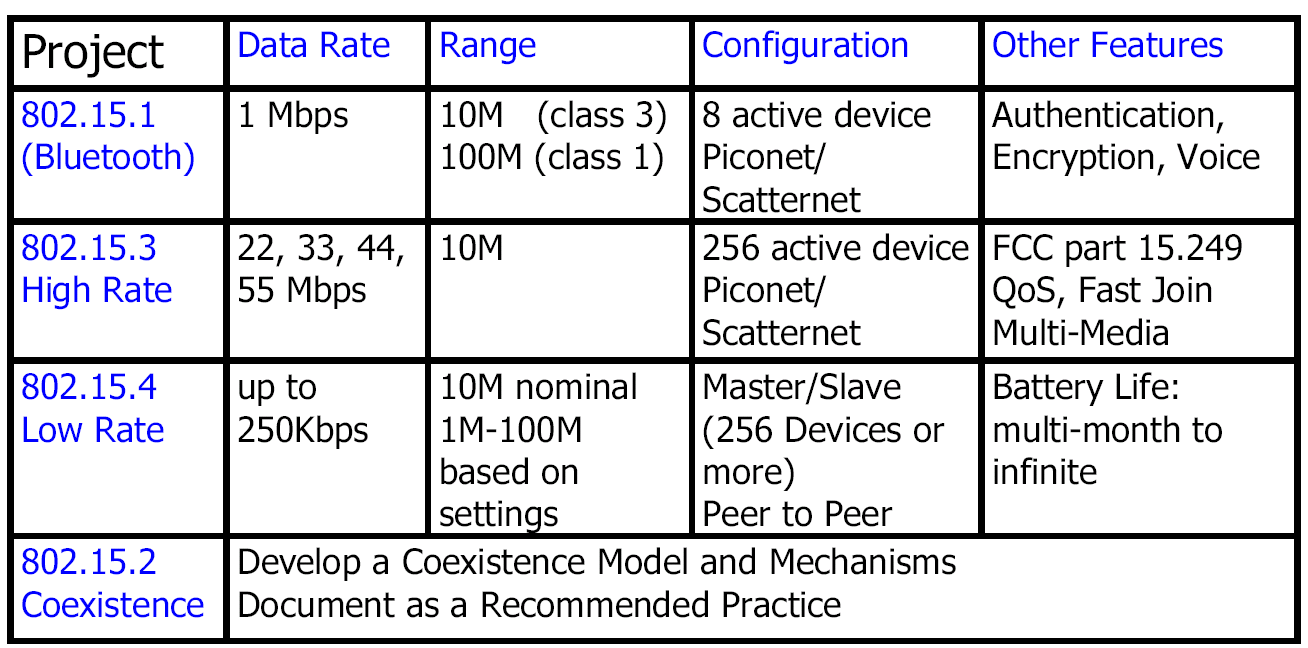 Project
Data Rate
Range
Configuration
Other Features
802.15.1
(Bluetooth)
1 Mbps
10M (class 3)
100M (class 1)
8 active device
Piconet/
Scatternet
Authentication,
Encryption, Voice
802.15.3
High Rate
22, 33, 44,
55 Mbps
10M
256 active device
Piconet/
Scatternet
FCC part 15.249
QoS, Fast Join
Multi-Media
802.15.4
Low Rate
up to
250Kbps
10M nominal
1M-100M
based on
settings
Master/Slave
(256 Devices or
more)
Peer to Peer
Battery Life:
multi-month to
infinite
802.15.2
Coexistence
Develop a Coexistence Model and Mechanisms
Document as a Recommended Practice